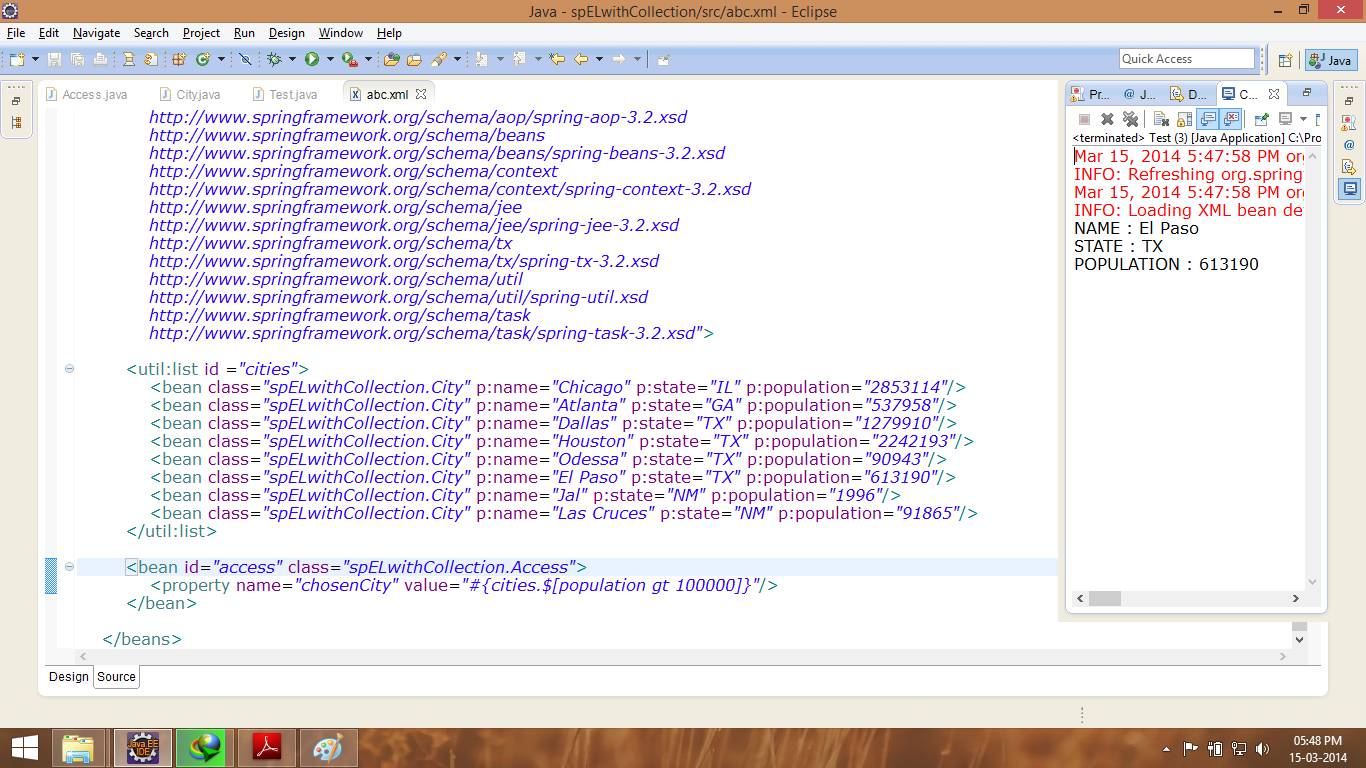 Java - spELwithCollection/src/abc.xml - Eclipse
File Edit Navigate Search Project Run Design Window Help
Quick Access
Java
Access.java City.java Test.java abc.xml
http://www.springframework.org/schema/aop/spring-aop-3.2.xsd
http://www.springframework.org/schema/beans
http://www.springframework.org/schema/beans/spring-beans-3.2.xsd
http://www.springframework.org/schema/context
http://www.springframework.org/schema/context/spring-context-3.2.xsd
http://www.springframework.org/schema/jee
http://www.springframework.org/schema/jee/spring-jee-3.2.xsd
http://www.springframework.org/schema/tx
http://www.springframework.org/schema/tx/spring-tx-3.2.xsd
http://www.springframework.org/schema/util
http://www.springframework.org/schema/util/spring-util.xsd
http://www.springframework.org/schema/task
http://www.springframework.org/schema/task/spring-task-3.2.xsd">
<util:list id ="cities">
<bean class="spELwithCollection.City" p:name="Chicago" p:state="IL" p:population="2853114"/>
<bean class="spELwithCollection.City" p:name="Atlanta" p:state="GA" p:population="537958"/>
<bean class="spELwithCollection.City" p:name="Dallas" p:state="TX" p:population="1279910"/>
<bean class="spELwithCollection.City" p:name="Houston" p:state="TX" p:population="2242193"/>
<bean class="spELwithCollection.City" p:name="Odessa" p:state="TX" p:population="90943"/>
<bean class="spELwithCollection.City" p:name="El Paso" p:state="TX" p:population="613190"/>
<bean class="spELwithCollection.City" p:name="Jal" p:state="NM" p:population="1996"/>
<bean class="spELwithCollection.City" p:name="Las Cruces" p:state="NM" p:population="91865"/>
</util:list>
<bean id="access" class="spELwithCollection.Access">
<property name="chosenCity" value="#{cities.$[population gt 100000]}"/>
</bean>
</beans>
Design Source
Pr... @ J... D... C...
<terminated> Test (3) [Java Application] C:\Pro
Mar 15, 2014 5:47:58 PM org
INFO: Refreshing org.spring
Mar 15, 2014 5:47:58 PM org
INFO: Loading XML bean de
NAME : El Paso
STATE : TX
POPULATION : 613190
Java EE
IDE
05:48 PM
15-03-2014